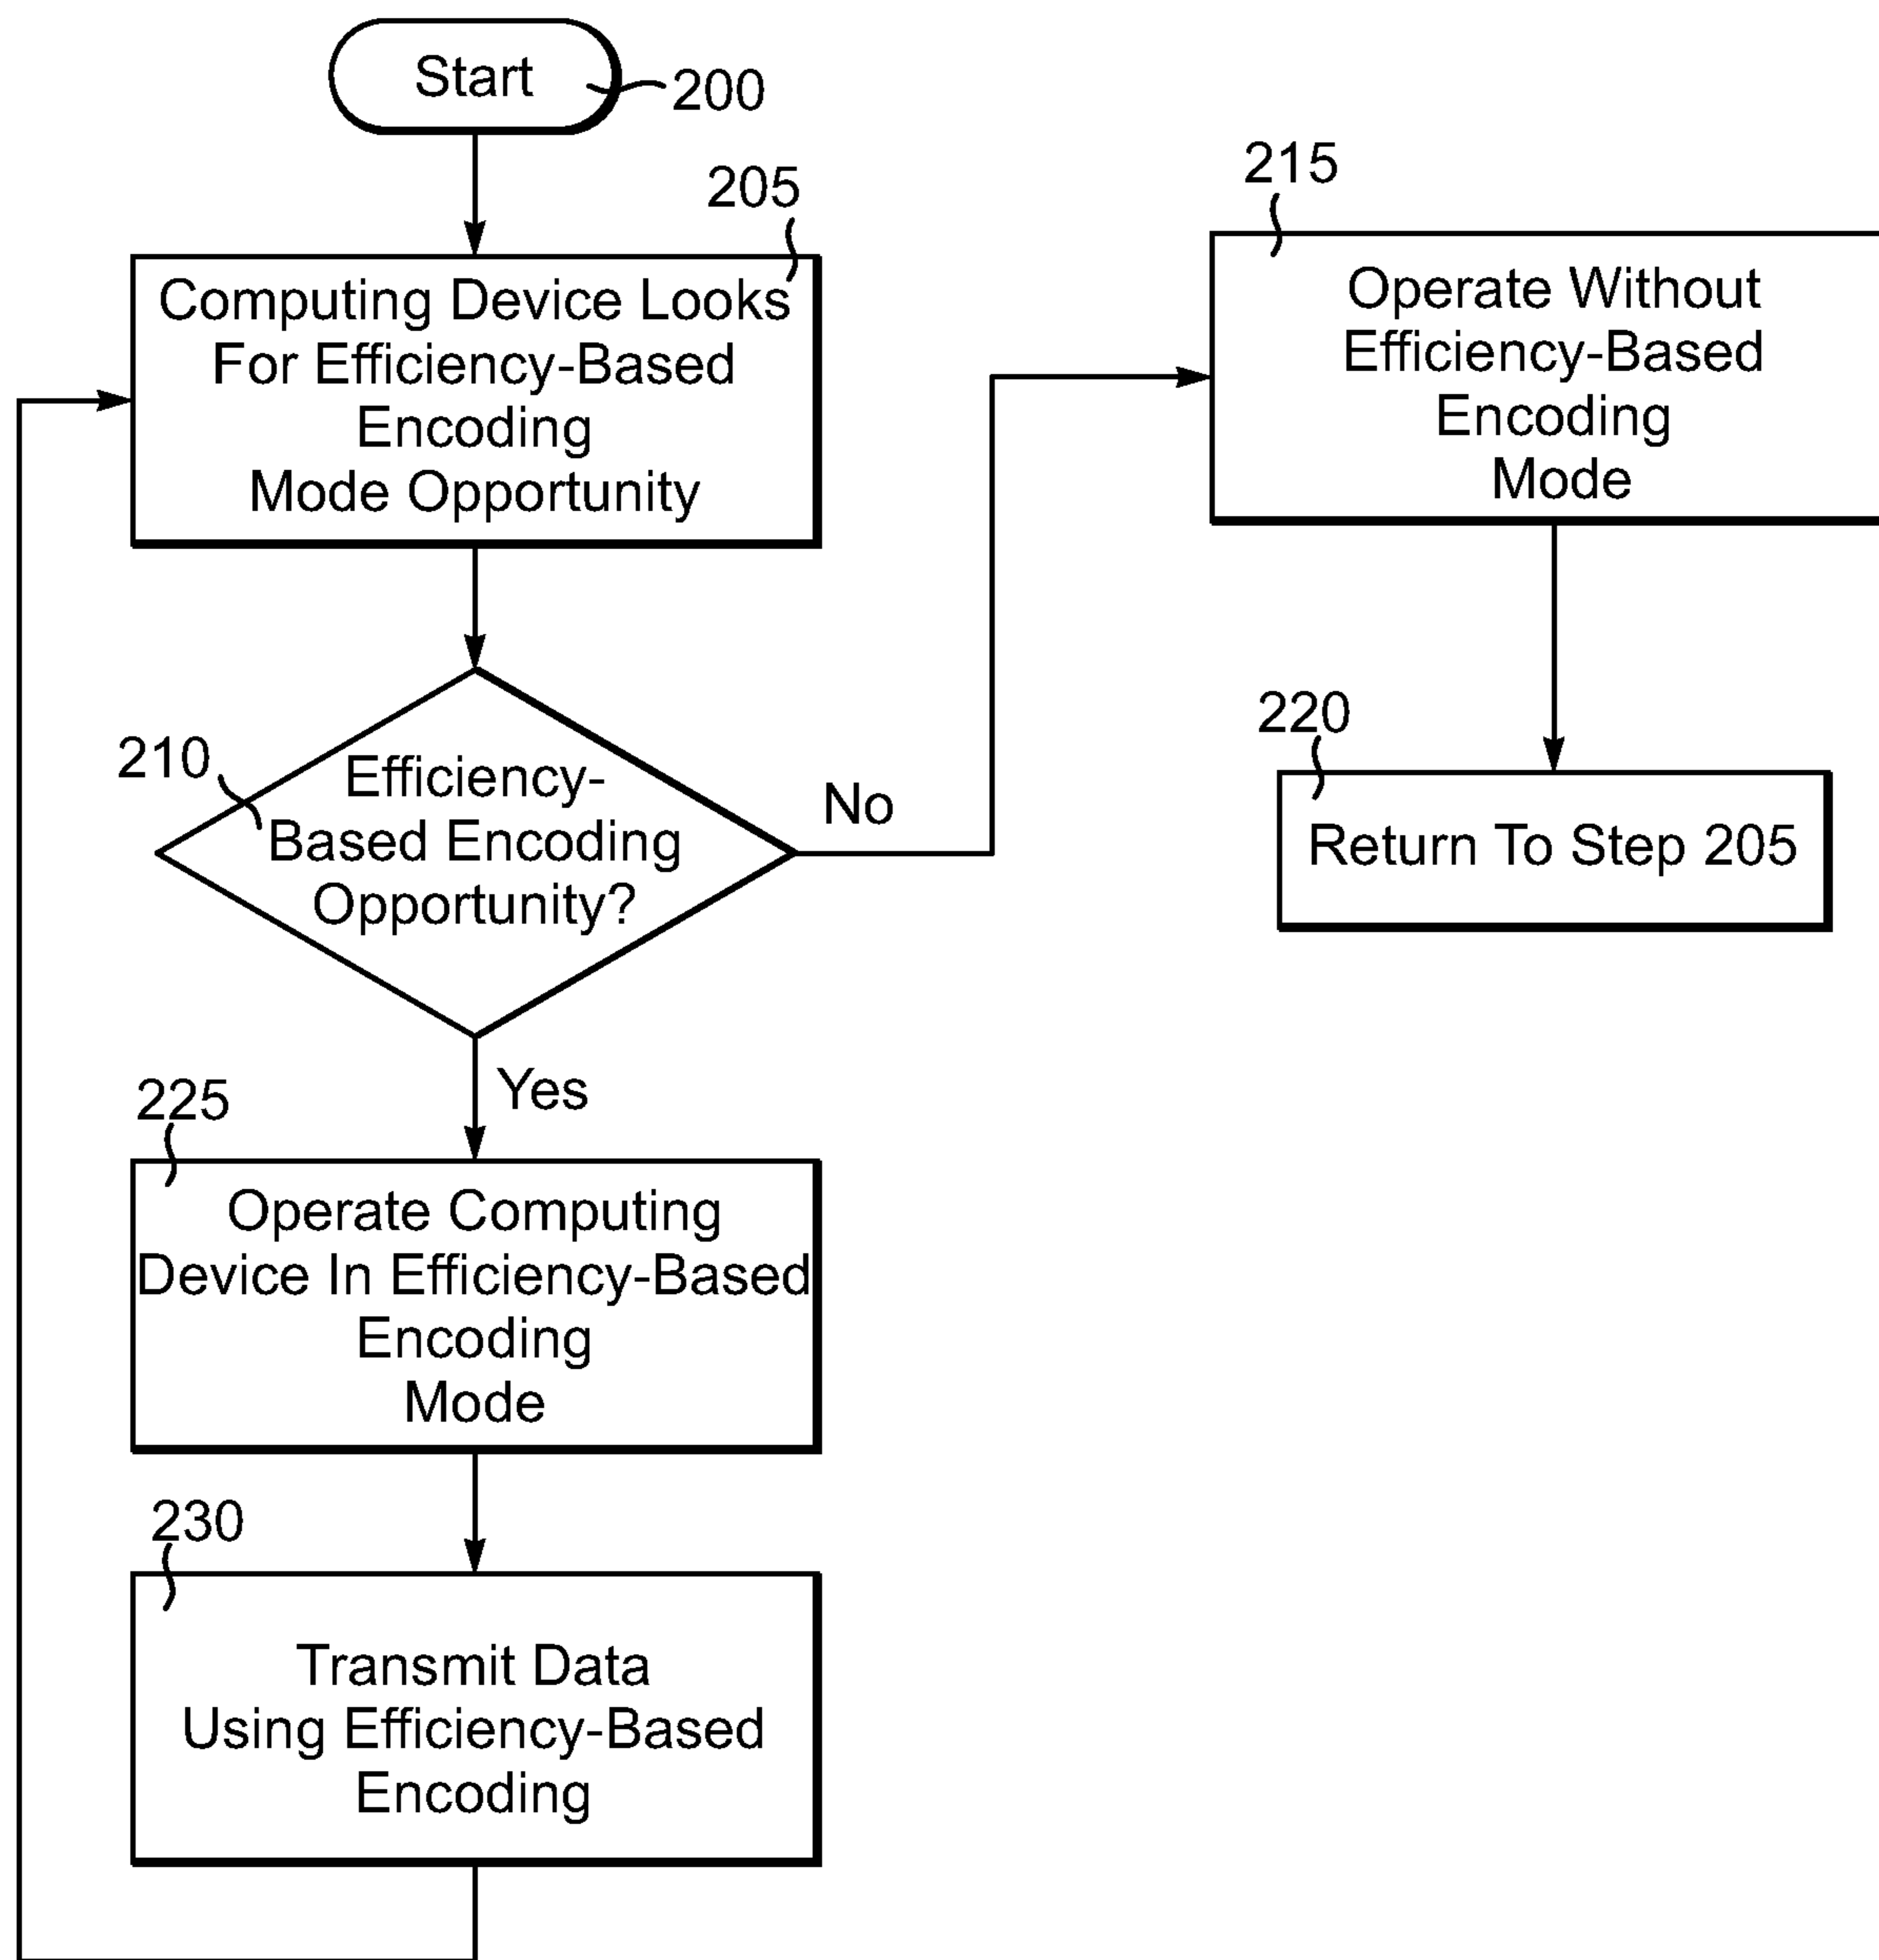 Start
200
205
Computing Device Looks
For Efficiency-Based
Encoding
Mode Opportunity
210
Efficiency-
Based Encoding
Opportunity?
No
215
Operate Without
Efficiency-Based
Encoding
Mode
220
Return To Step 205
Yes
225
Operate Computing
Device In Efficiency-Based
Encoding
Mode
230
Transmit Data
Using Efficiency-Based
Encoding